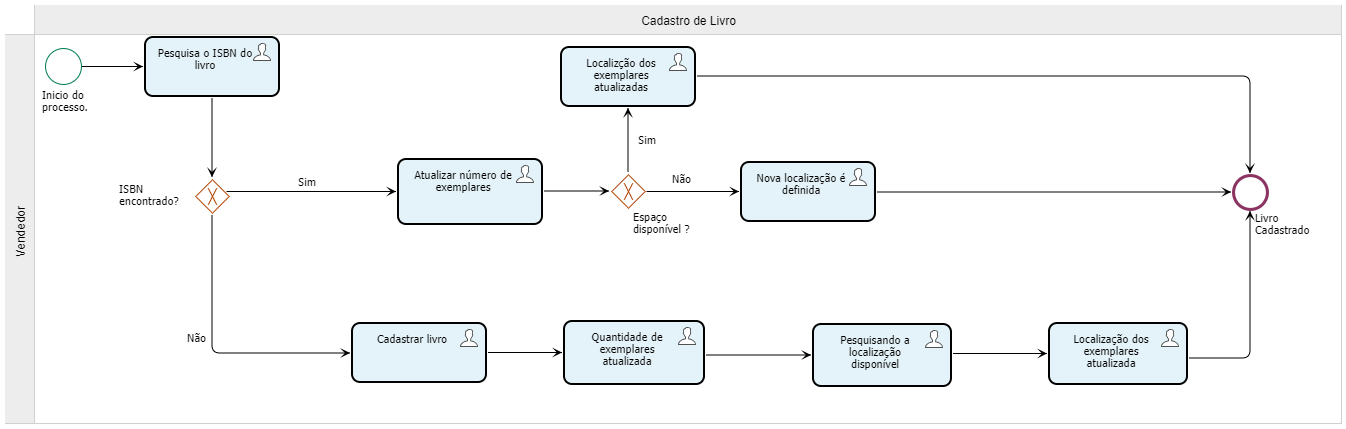 Cadastro de Livro
Vendedor
Inicio do
processo.
Pesquisa o ISBN do
livro
ISBN
encontrado?
Sim
Atualizar número de
exemplares
Espaço
disponível ?
Sim
Localizção dos
exemplares
atualizadas
Não
Nova localização é
definida
Livro
Cadastrado
Não
Cadastrar livro
Quantidade de
exemplares
atualizada
Pesquisando a
localização
disponível
Localização dos
exemplares
atualizada